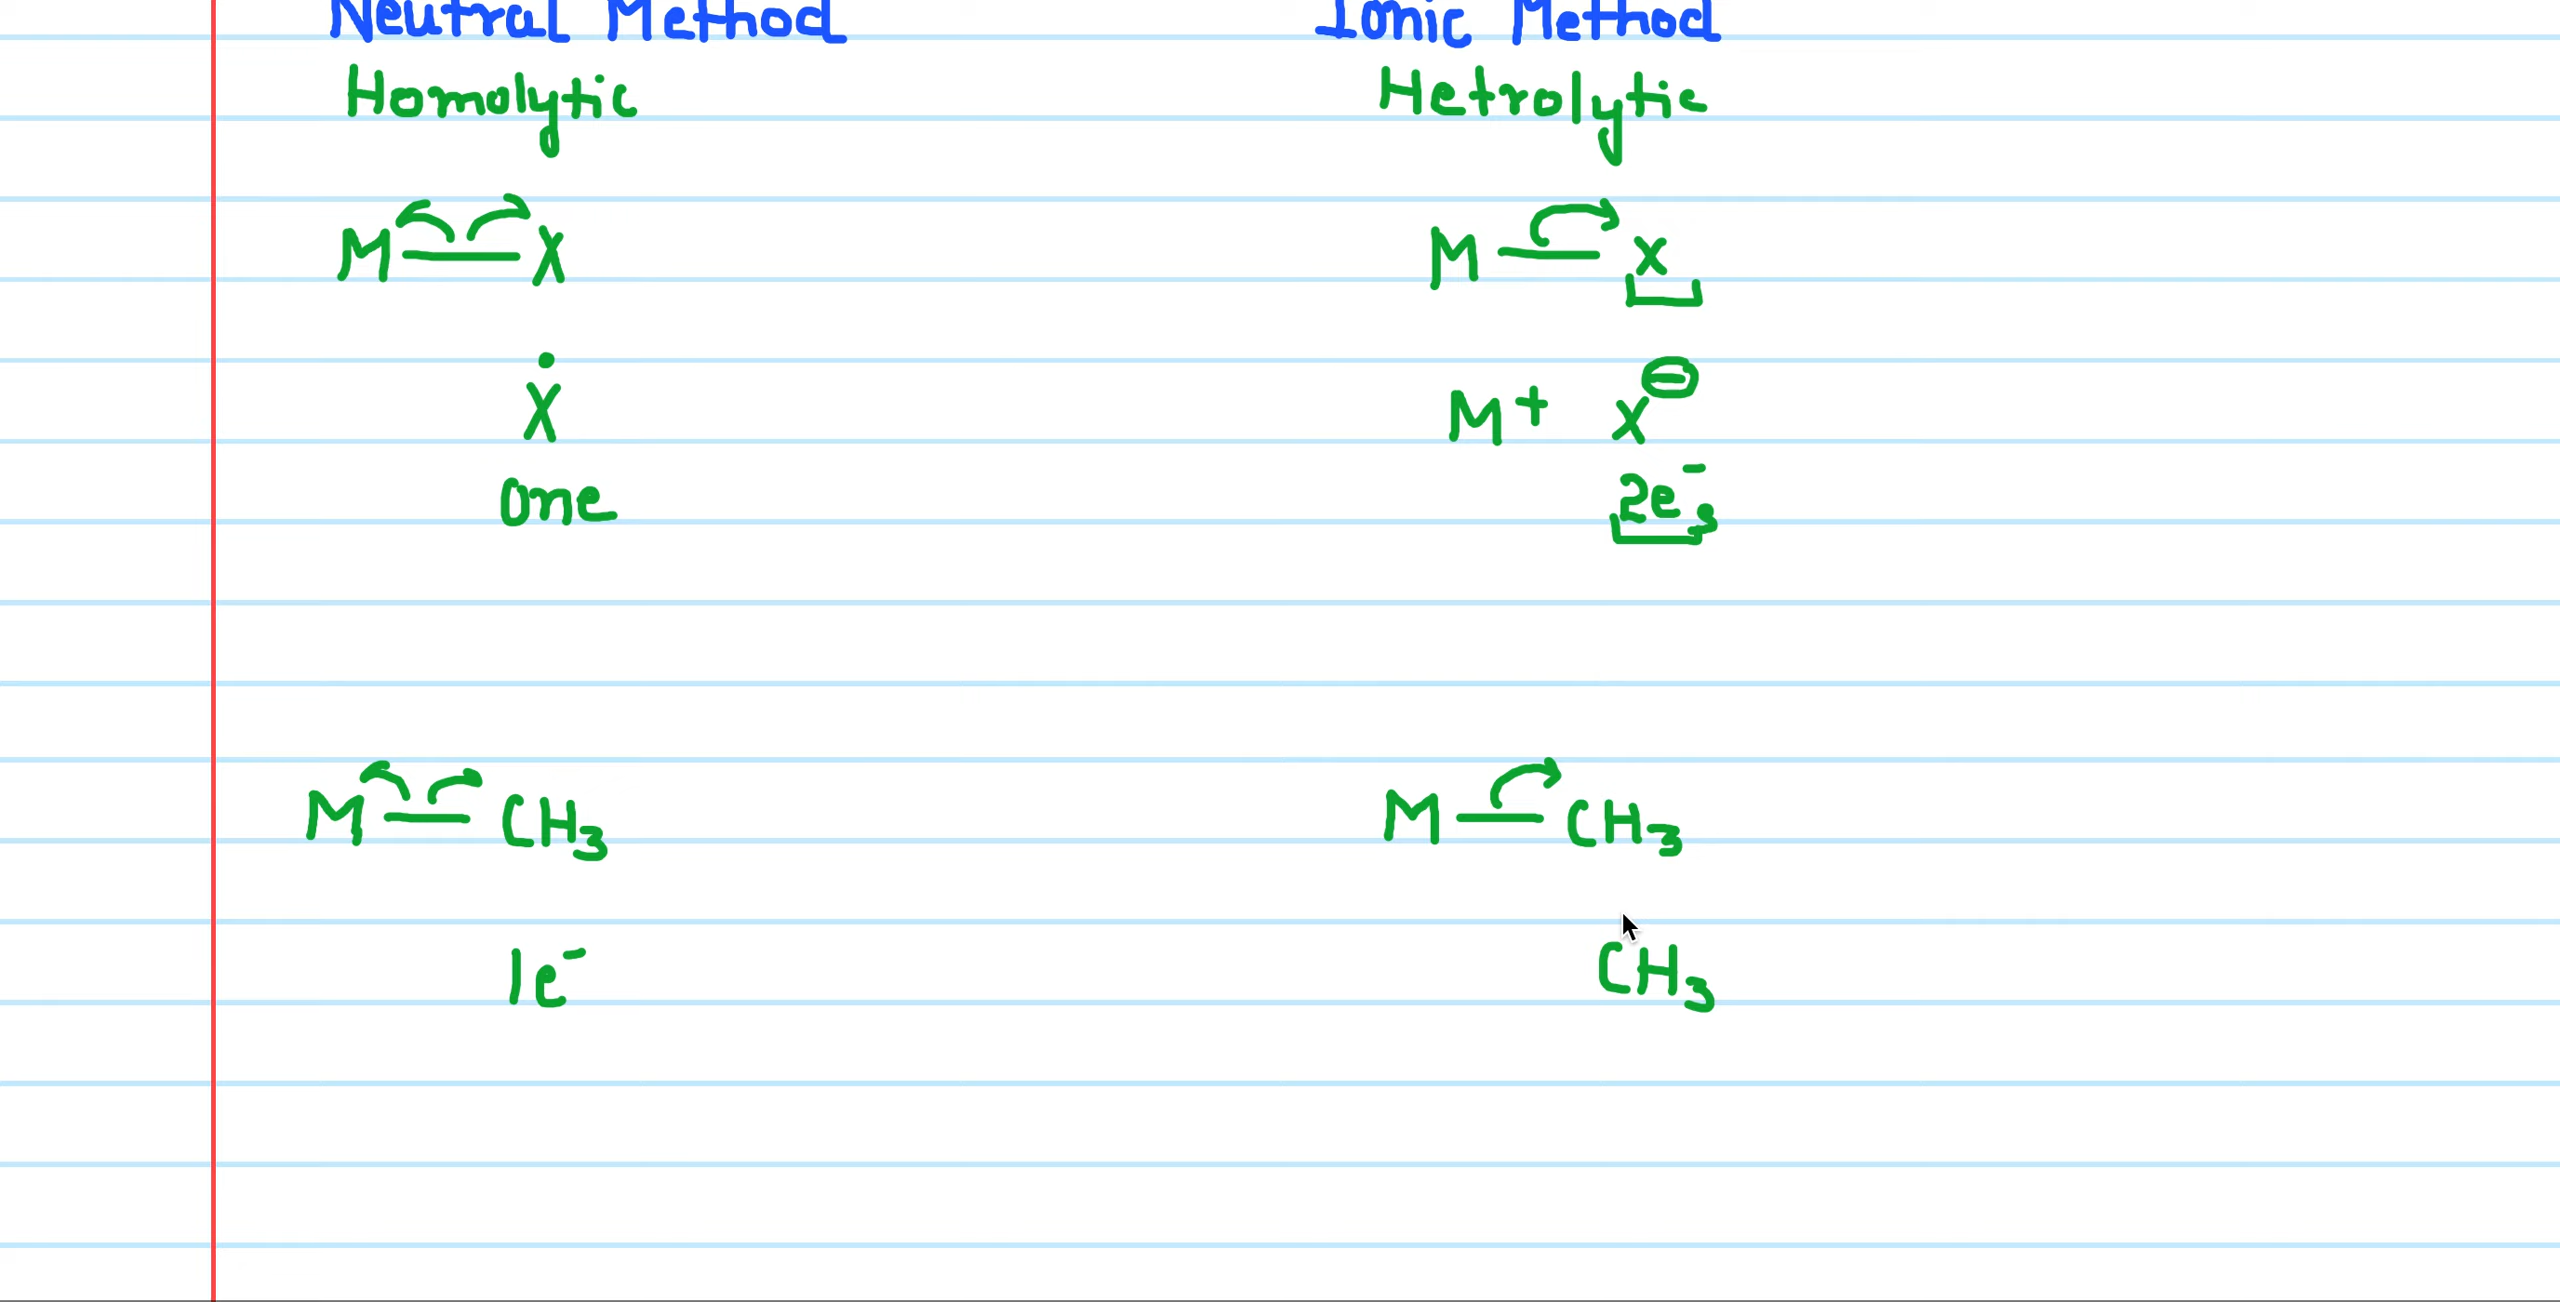 Neutral Method Ionic Method
Homolytic Hetrolytic
M—X M—X
Ẋ M+ X⊖
one 2e⁻s
M—CH₃ M—CH₃
1e⁻ CH₃